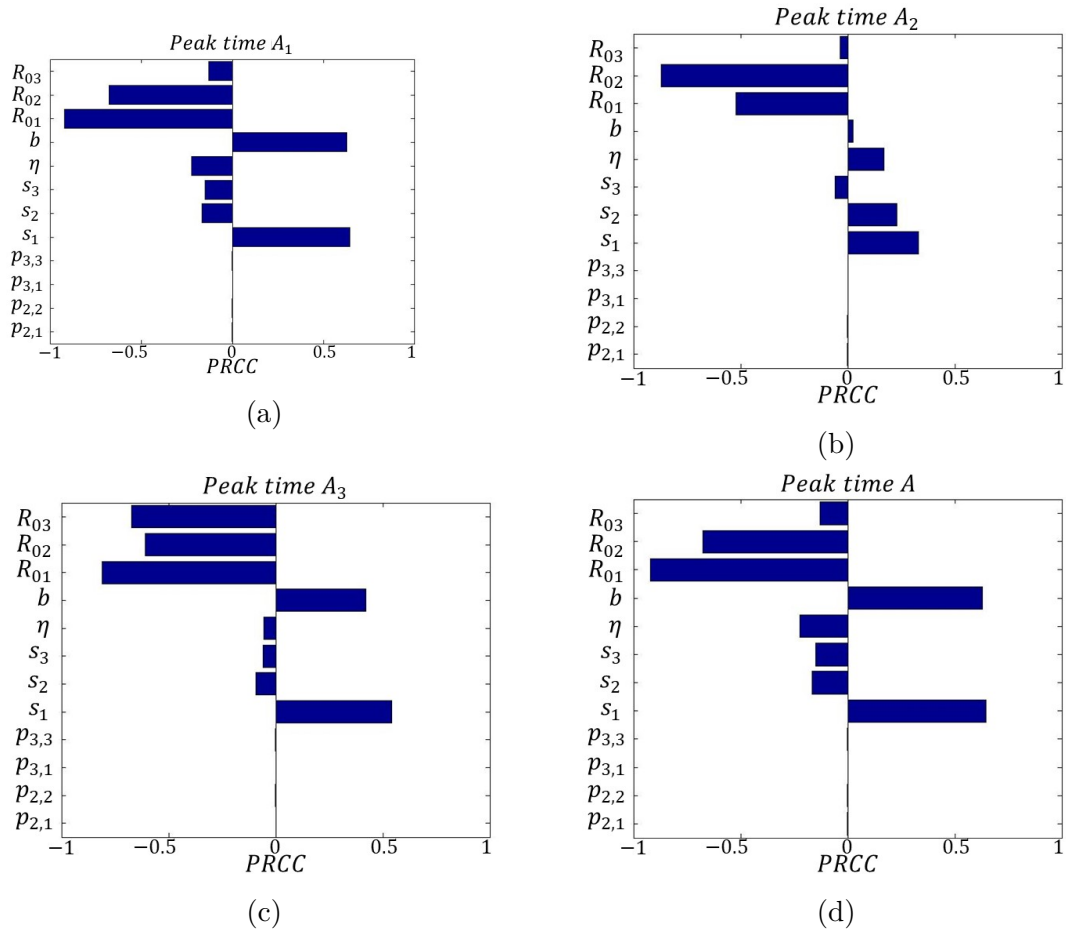 Peak time A₁
R₀₃
R₀₂
R₀₁
b
η
s₃
s₂
s₁
p₃,₃
p₃,₁
p₂,₂
p₂,₁
−1 −0.5 0 0.5 1
PRCC
(a)
Peak time A₂
R₀₃
R₀₂
R₀₁
b
η
s₃
s₂
s₁
p₃,₃
p₃,₁
p₂,₂
p₂,₁
−1 −0.5 0 0.5 1
PRCC
(b)
Peak time A₃
R₀₃
R₀₂
R₀₁
b
η
s₃
s₂
s₁
p₃,₃
p₃,₁
p₂,₂
p₂,₁
−1 −0.5 0 0.5 1
PRCC
(c)
Peak time A
R₀₃
R₀₂
R₀₁
b
η
s₃
s₂
s₁
p₃,₃
p₃,₁
p₂,₂
p₂,₁
−1 −0.5 0 0.5 1
PRCC
(d)